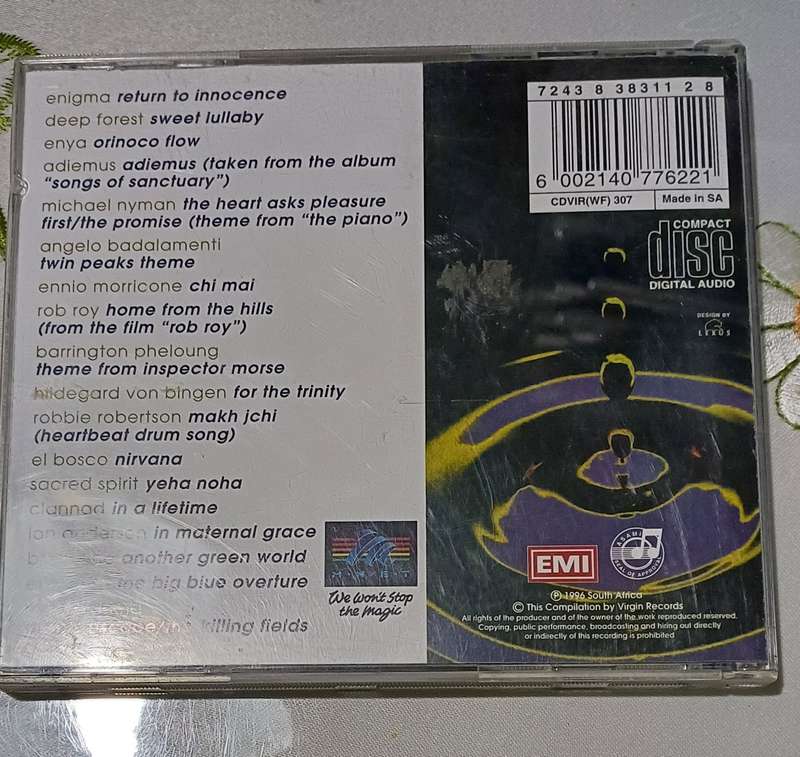 enigma return to innocence
deep forest sweet lullaby
enya orinoco flow
adiemus adiemus (taken from the album
"songs of sanctuary")
michael nyman the heart asks pleasure
first/the promise (theme from "the piano")
angelo badalamenti
twin peaks theme
ennio morricone chi mai
rob roy home from the hills
(from the film "rob roy")
barrington pheloung
theme from inspector morse
hildegard von bingen for the trinity
robbie robertson makh jchi
(heartbeat drum song)
el bosco nirvana
sacred spirit yeha noha
clannad in a lifetime
ian anderson in maternal grace
another green world
the big blue overture
killing fields
We won't Stop
the Magic
7243 8 38311 2 8
6 002140 776221
CDVIR(WF) 307
Made in SA
COMPACT
disc
DIGITAL AUDIO
DESIGN BY
LEXUS
EMI
ASAMI
SEAL OF APPROVAL
℗ 1996 South Africa
© This Compilation by Virgin Records
All rights of the producer and of the owner of the work reproduced reserved.
Copying, public performance, broadcasting and hiring out directly
or indirectly of this recording is prohibited